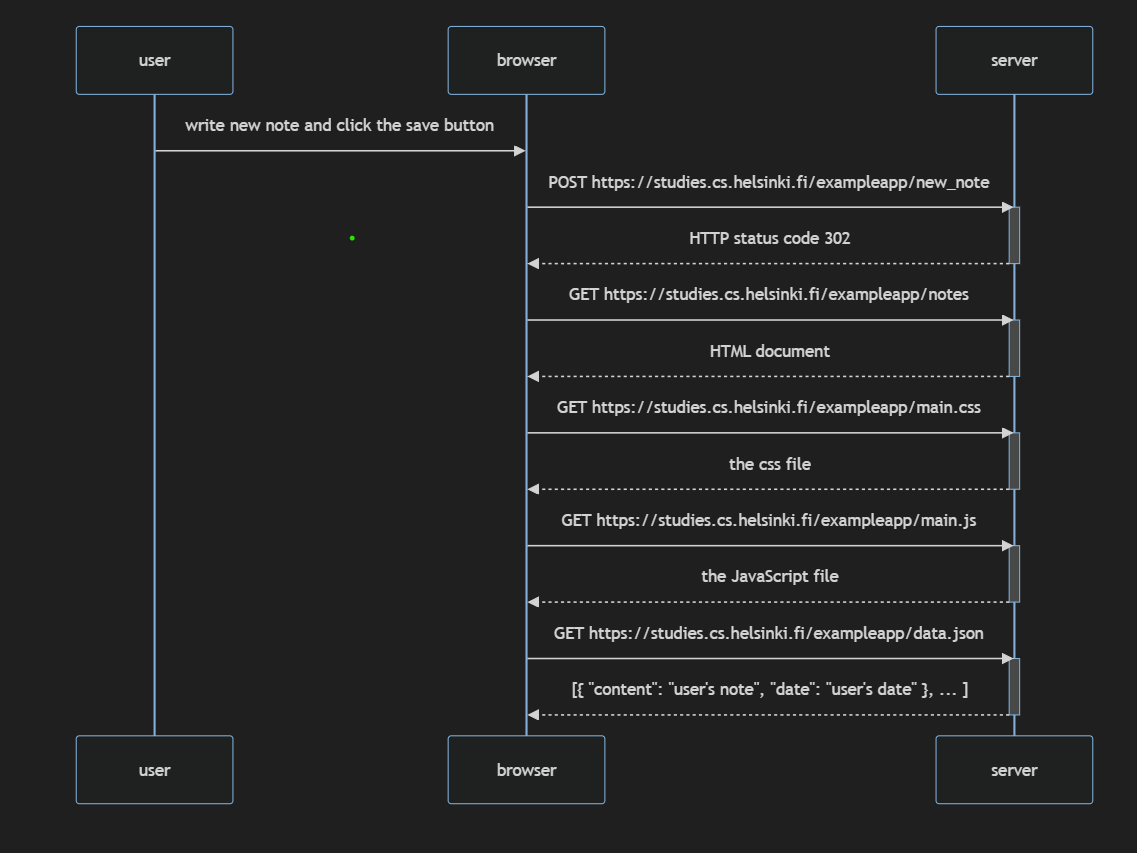 user
browser
server
write new note and click the save button
POST https://studies.cs.helsinki.fi/exampleapp/new_note
HTTP status code 302
GET https://studies.cs.helsinki.fi/exampleapp/notes
HTML document
GET https://studies.cs.helsinki.fi/exampleapp/main.css
the css file
GET https://studies.cs.helsinki.fi/exampleapp/main.js
the JavaScript file
GET https://studies.cs.helsinki.fi/exampleapp/data.json
[{ "content": "user's note", "date": "user's date" }, ... ]
user
browser
server